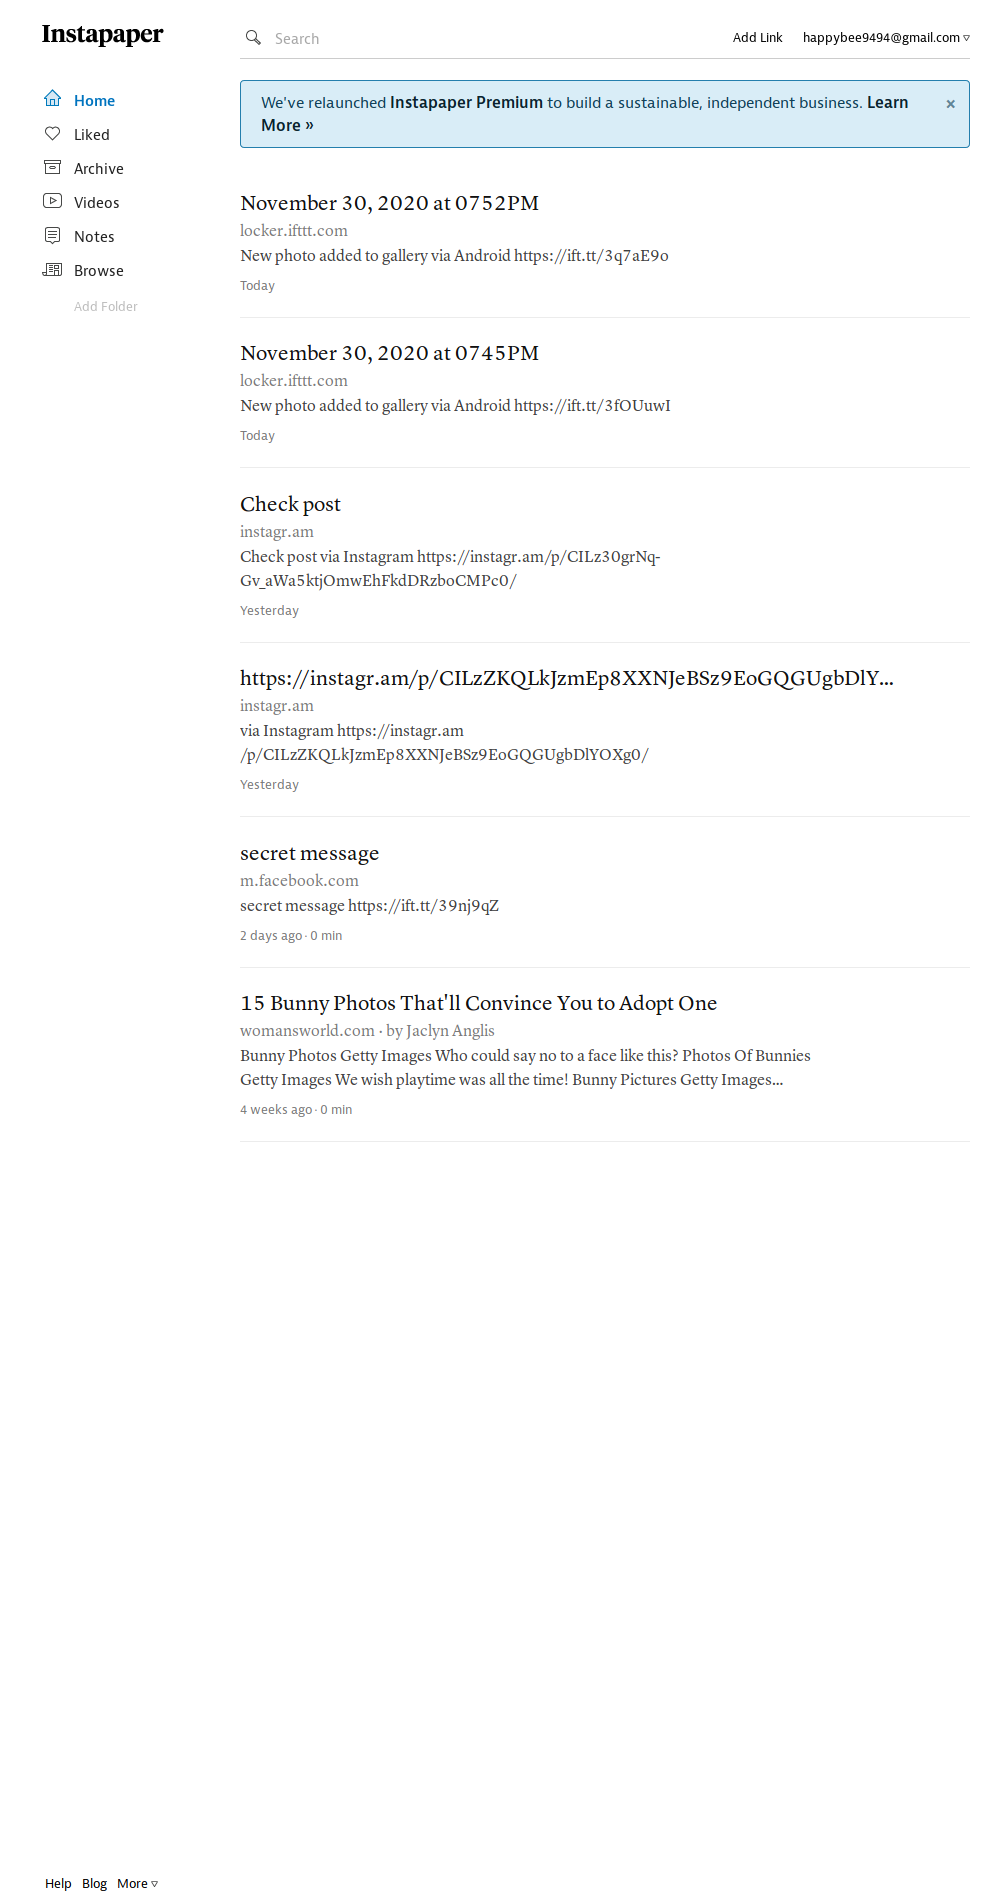 Instapaper
Search
Add Link
happybee9494@gmail.com
Home
Liked
Archive
Videos
Notes
Browse
Add Folder
We've relaunched Instapaper Premium to build a sustainable, independent business. Learn
More »
×
November 30, 2020 at 0752PM
locker.ifttt.com
New photo added to gallery via Android https://ift.tt/3q7aE9o
Today
November 30, 2020 at 0745PM
locker.ifttt.com
New photo added to gallery via Android https://ift.tt/3fOUuwI
Today
Check post
instagr.am
Check post via Instagram https://instagr.am/p/CILz30grNq-
Gv_aWa5ktjOmwEhFkdDRzboCMPc0/
Yesterday
https://instagr.am/p/CILzZKQLkJzmEp8XXNJeBSz9EoGQGUgbDlY...
instagr.am
via Instagram https://instagr.am
/p/CILzZKQLkJzmEp8XXNJeBSz9EoGQGUgbDlYOXg0/
Yesterday
secret message
m.facebook.com
secret message https://ift.tt/39nj9qZ
2 days ago · 0 min
15 Bunny Photos That'll Convince You to Adopt One
womansworld.com · by Jaclyn Anglis
Bunny Photos Getty Images Who could say no to a face like this? Photos Of Bunnies
Getty Images We wish playtime was all the time! Bunny Pictures Getty Images...
4 weeks ago · 0 min
Help Blog More